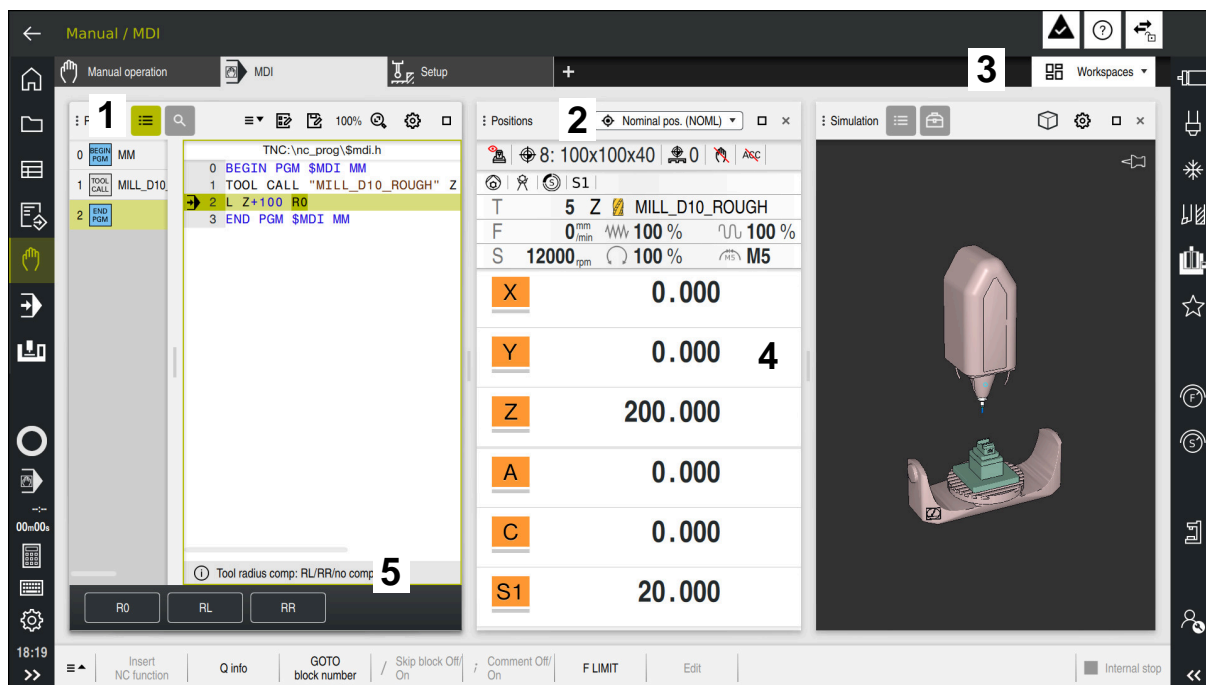 Manual / MDI
Manual operation
MDI
Setup
+
3
Workspaces
1
100%
Positions
2
Nominal pos. (NOML)
Simulation
0 BEGIN PGM MM
1 TOOL CALL MILL_D10_
2 END PGM
TNC:\nc_prog\$mdi.h
0 BEGIN PGM $MDI MM
1 TOOL CALL "MILL_D10_ROUGH" Z
2 L Z+100 R0
3 END PGM $MDI MM
8: 100x100x40 0 ACC
S1
T 5 Z MILL_D10_ROUGH
F 0 mm/min 100 % 100 %
S 12000 rpm 100 % M5 M5
X 0.000
Y 0.000
4
Z 200.000
A 0.000
C 0.000
S1 20.000
F
S
Tool radius comp: RL/RR/no comp
5
R0 RL RR
--:--
00m00s
18:19
Insert NC function
Q info
GOTO block number
/ Skip block Off/ On
; Comment Off/ On
F LIMIT
Edit
Internal stop